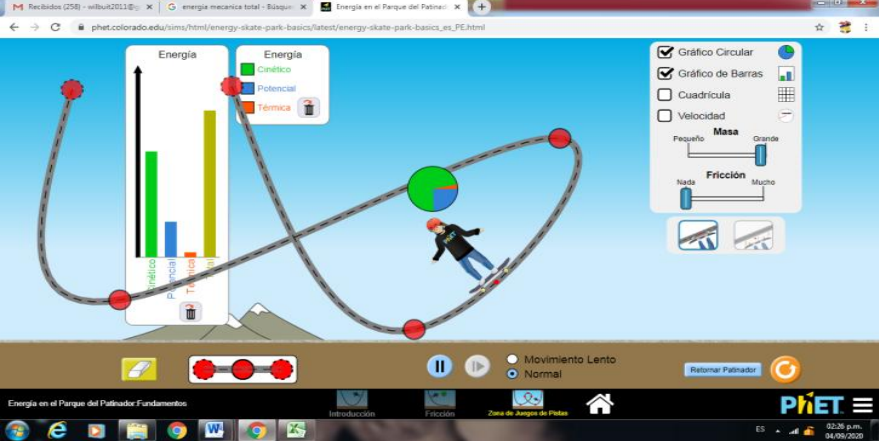 Recibidos (258) - wilbuit2011@g
energia mecanica total - Búsque
Energía en el Parque del Patinad
phet.colorado.edu/sims/html/energy-skate-park-basics/latest/energy-skate-park-basics_es_PE.html
Energía
Cinético
Potencial
Térmica
Total
Energía
Cinético
Potencial
Térmica
Gráfico Circular
Gráfico de Barras
Cuadrícula
Velocidad
Masa
Pequeño
Grande
Fricción
Nada
Mucho
PhET
Movimiento Lento
Normal
Retornar Patinador
Energía en el Parque del Patinador:Fundamentos
Introducción
Fricción
Zona de Juegos de Pistas
PhET
ES
02:26 p.m.
04/09/2020